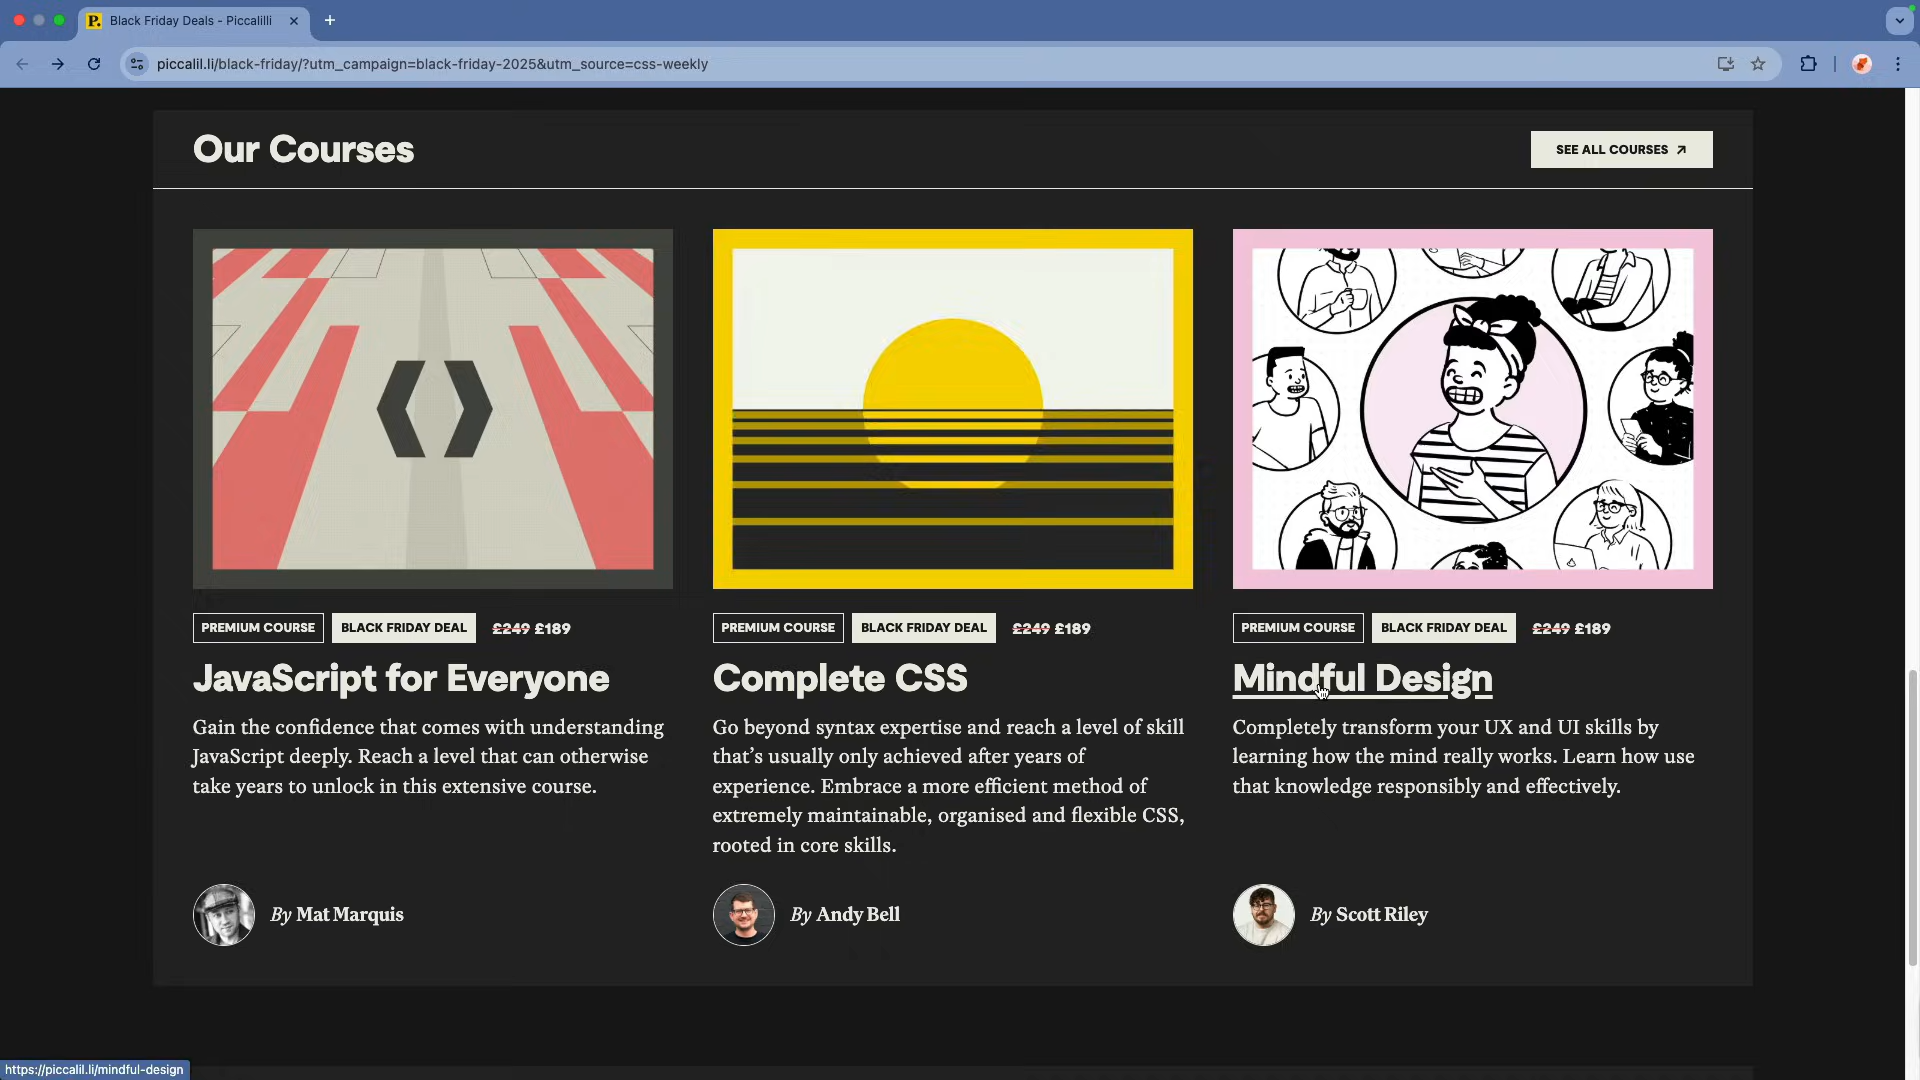 Black Friday Deals - Piccalilli
piccalil.li/black-friday/?utm_campaign=black-friday-2025&utm_source=css-weekly
Our Courses
SEE ALL COURSES
PREMIUM COURSE
BLACK FRIDAY DEAL
£249 £189
JavaScript for Everyone
Gain the confidence that comes with understanding
JavaScript deeply. Reach a level that can otherwise
take years to unlock in this extensive course.
By Mat Marquis
PREMIUM COURSE
BLACK FRIDAY DEAL
£249 £189
Complete CSS
Go beyond syntax expertise and reach a level of skill
that’s usually only achieved after years of
experience. Embrace a more efficient method of
extremely maintainable, organised and flexible CSS,
rooted in core skills.
By Andy Bell
PREMIUM COURSE
BLACK FRIDAY DEAL
£249 £189
Mindful Design
Completely transform your UX and UI skills by
learning how the mind really works. Learn how use
that knowledge responsibly and effectively.
By Scott Riley
https://piccalil.li/mindful-design